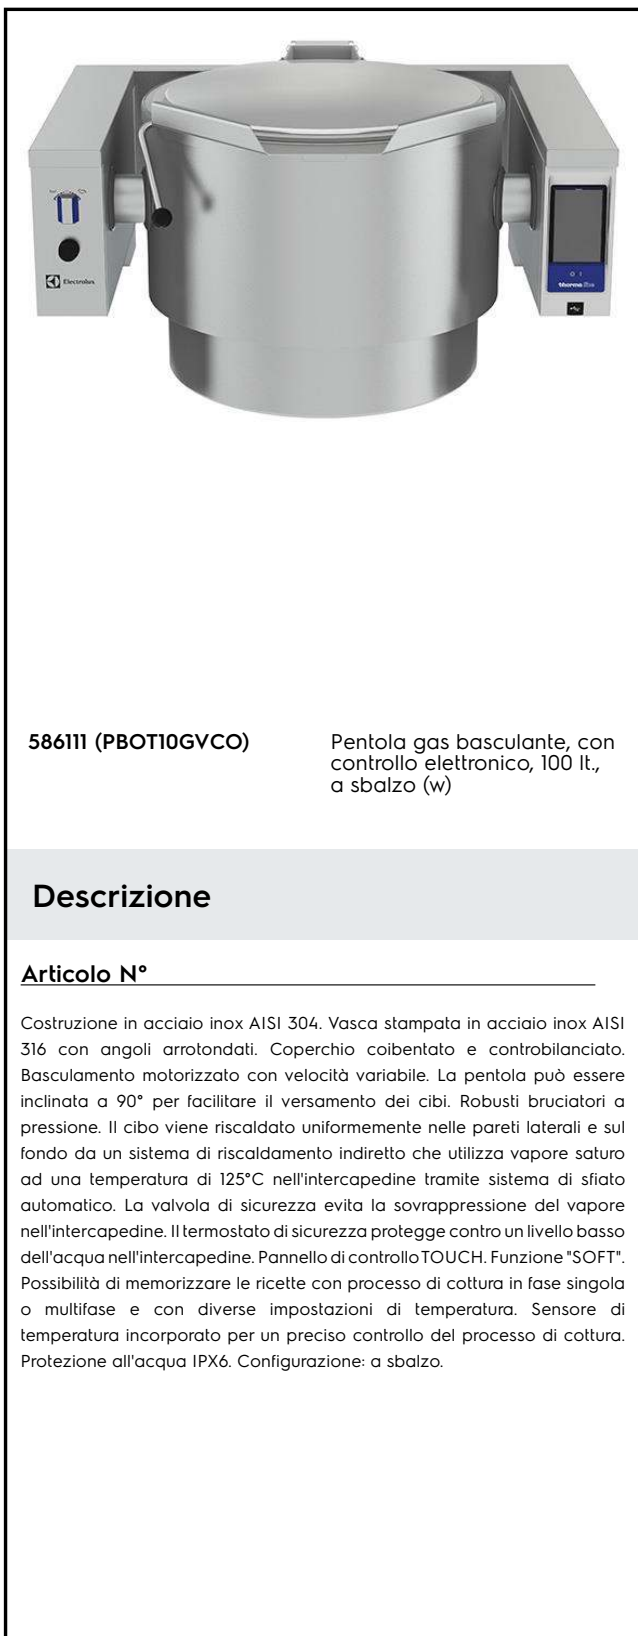 Electrolux
thermaline
586111 (PBOT10GVCO)
Pentola gas basculante, con
controllo elettronico, 100 lt.,
a sbalzo (w)
Descrizione
Articolo N°
Costruzione in acciaio inox AISI 304. Vasca stampata in acciaio inox AISI
316 con angoli arrotondati. Coperchio coibentato e controbilanciato.
Basculamento motorizzato con velocità variabile. La pentola può essere
inclinata a 90° per facilitare il versamento dei cibi. Robusti bruciatori a
pressione. Il cibo viene riscaldato uniformemente nelle pareti laterali e sul
fondo da un sistema di riscaldamento indiretto che utilizza vapore saturo
ad una temperatura di 125°C nell'intercapedine tramite sistema di sfiato
automatico. La valvola di sicurezza evita la sovrappressione del vapore
nell'intercapedine. Il termostato di sicurezza protegge contro un livello basso
dell'acqua nell'intercapedine. Pannello di controllo TOUCH. Funzione "SOFT".
Possibilità di memorizzare le ricette con processo di cottura in fase singola
o multifase e con diverse impostazioni di temperatura. Sensore di
temperatura incorporato per un preciso controllo del processo di cottura.
Protezione all'acqua IPX6. Configurazione: a sbalzo.